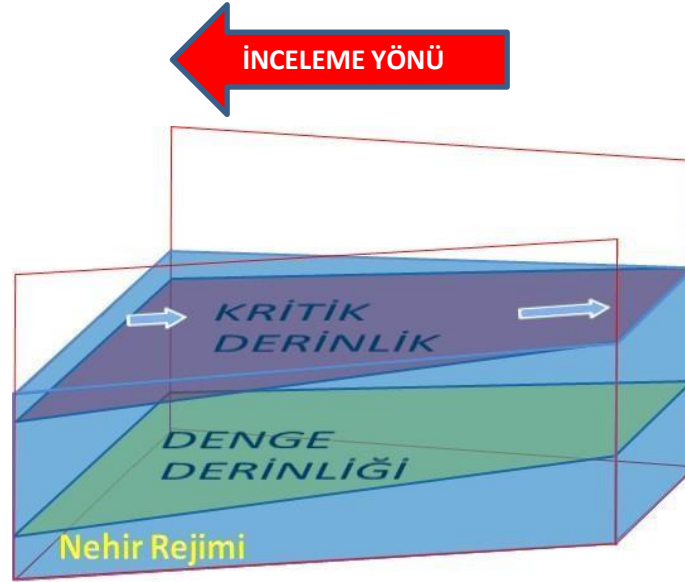 İNCELEME YÖNÜ
KRİTİK
DERİNLİK
DENGE
DERİNLİĞİ
Nehir Rejimi